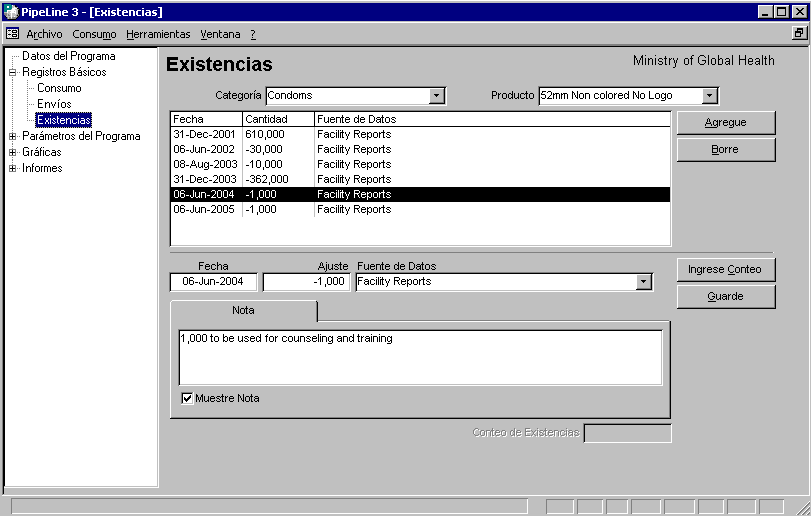 PipeLine 3 - [Existencias]
Archivo Consumo Herramientas Ventana ?
Datos del Programa
Registros Básicos
Consumo
Envíos
Existencias
Parámetros del Programa
Gráficas
Informes
Existencias
Ministry of Global Health
Categoría Condoms Producto 52mm Non colored No Logo
Fecha Cantidad Fuente de Datos
31-Dec-2001 610,000 Facility Reports
06-Jun-2002 -30,000 Facility Reports
08-Aug-2003 -10,000 Facility Reports
31-Dec-2003 -362,000 Facility Reports
06-Jun-2004 -1,000 Facility Reports
06-Jun-2005 -1,000 Facility Reports
Agregue
Borre
Fecha Ajuste Fuente de Datos
06-Jun-2004 -1,000 Facility Reports
Ingrese Conteo
Guarde
Nota
1,000 to be used for counseling and training
Muestre Nota
Conteo de Existencias